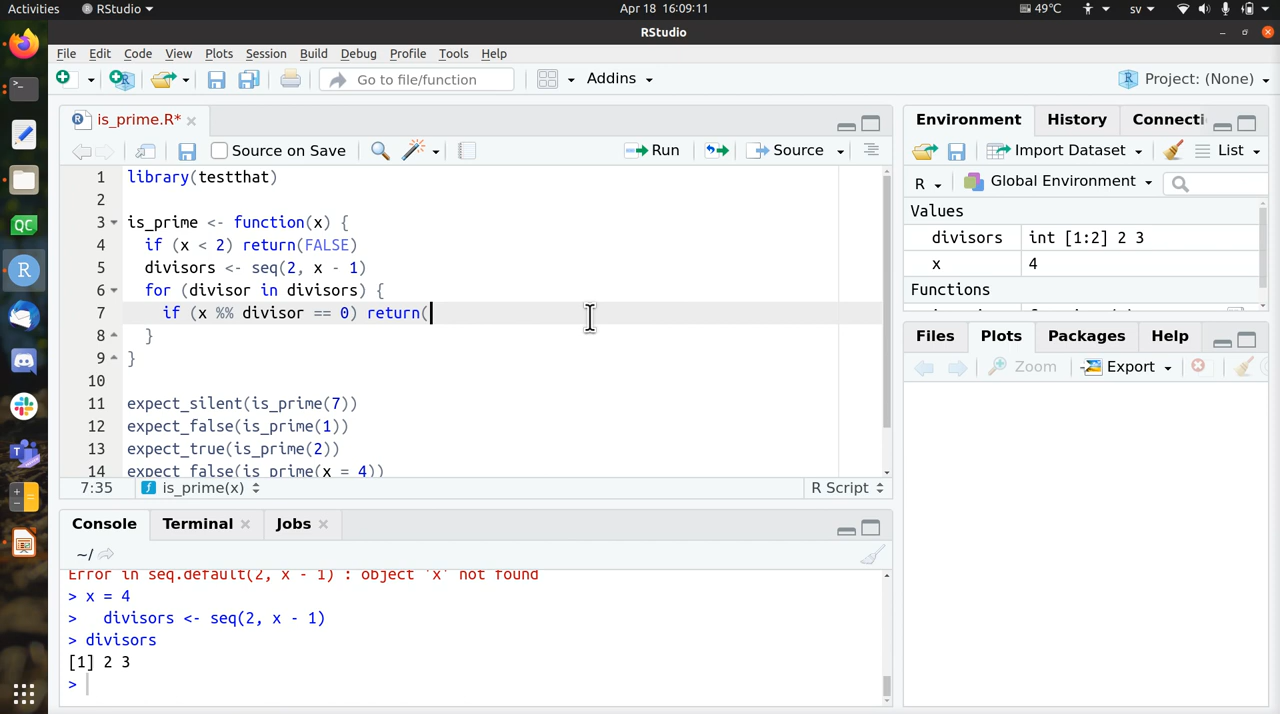 Activities RStudio Apr 18 16:09:11 49°C sv
RStudio
File Edit Code View Plots Session Build Debug Profile Tools Help
Go to file/function Addins Project: (None)
is_prime.R*
Source on Save Run Source
1 library(testthat)
2
3 is_prime <- function(x) {
4 if (x < 2) return(FALSE)
5 divisors <- seq(2, x - 1)
6 for (divisor in divisors) {
7 if (x %% divisor == 0) return(
8 }
9 }
10
11 expect_silent(is_prime(7))
12 expect_false(is_prime(1))
13 expect_true(is_prime(2))
14 expect_false(is_prime(x = 4))
7:35 is_prime(x) R Script
Console Terminal Jobs
~/
Error in seq.default(2, x - 1) : object 'x' not found
> x = 4
>   divisors <- seq(2, x - 1)
> divisors
[1] 2 3
>
Environment History Connecti
Import Dataset List
R Global Environment
Values
divisors int [1:2] 2 3
x 4
Functions
Files Plots Packages Help
Zoom Export
QC
R